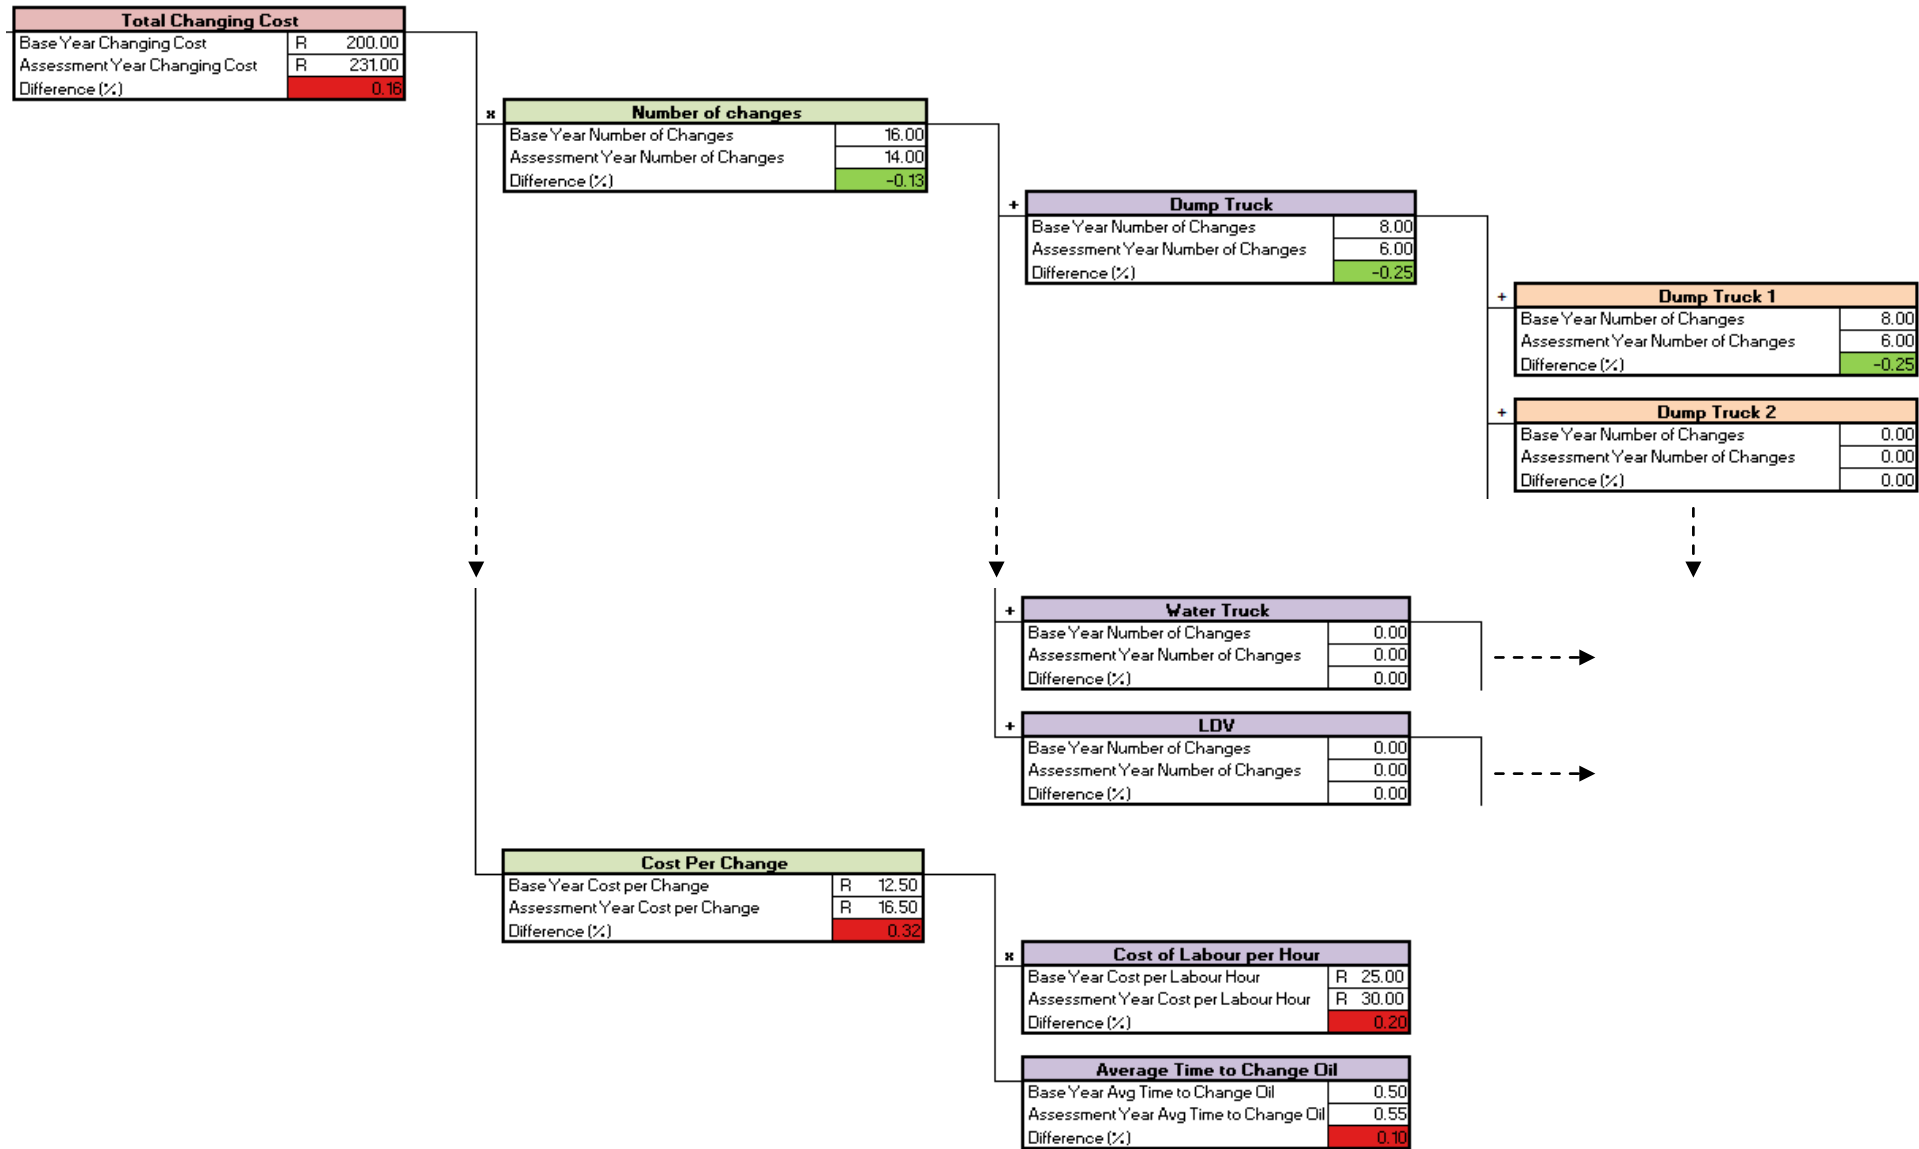 Total Changing Cost
Base Year Changing Cost R 200.00
Assessment Year Changing Cost R 231.00
Difference (%) 0.16
x
Number of changes
Base Year Number of Changes 16.00
Assessment Year Number of Changes 14.00
Difference (%) -0.13
+
Dump Truck
Base Year Number of Changes 8.00
Assessment Year Number of Changes 6.00
Difference (%) -0.25
+
Dump Truck 1
Base Year Number of Changes 8.00
Assessment Year Number of Changes 6.00
Difference (%) -0.25
+
Dump Truck 2
Base Year Number of Changes 0.00
Assessment Year Number of Changes 0.00
Difference (%) 0.00
+
Water Truck
Base Year Number of Changes 0.00
Assessment Year Number of Changes 0.00
Difference (%) 0.00
+
LDV
Base Year Number of Changes 0.00
Assessment Year Number of Changes 0.00
Difference (%) 0.00
Cost Per Change
Base Year Cost per Change R 12.50
Assessment Year Cost per Change R 16.50
Difference (%) 0.32
x
Cost of Labour per Hour
Base Year Cost per Labour Hour R 25.00
Assessment Year Cost per Labour Hour R 30.00
Difference (%) 0.20
Average Time to Change Oil
Base Year Avg Time to Change Oil 0.50
Assessment Year Avg Time to Change Oil 0.55
Difference (%) 0.10